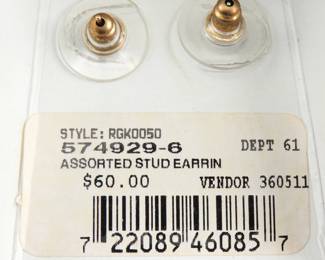 STYLE: RGK0050
574929-6 DEPT 61
ASSORTED STUD EARRIN
$60.00 VENDOR 360511
7 22089 46085 7